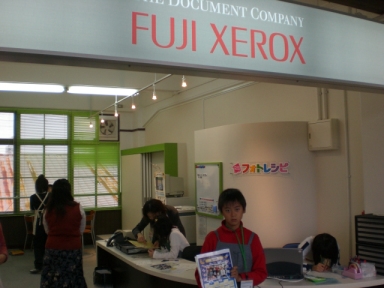 THE DOCUMENT COMPANY
FUJI XEROX
フォトレシピ